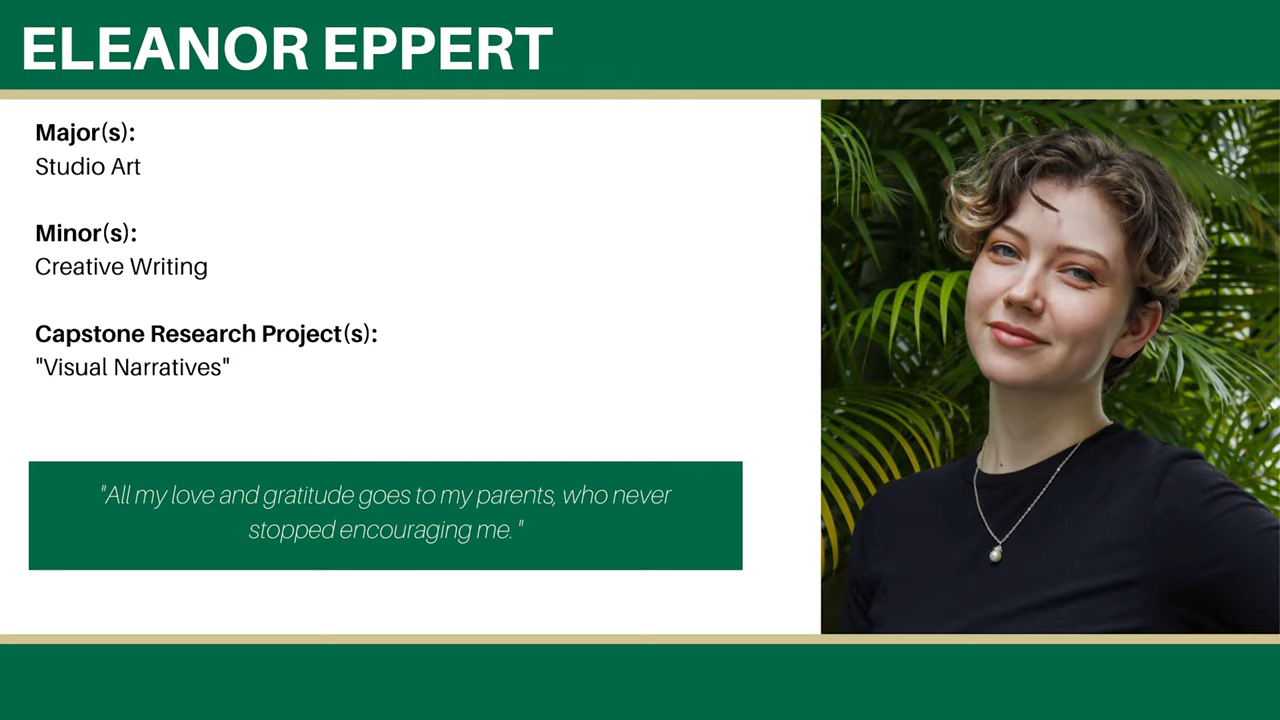 ELEANOR EPPERT
Major(s):
Studio Art
Minor(s):
Creative Writing
Capstone Research Project(s):
"Visual Narratives"
"All my love and gratitude goes to my parents, who never
stopped encouraging me."